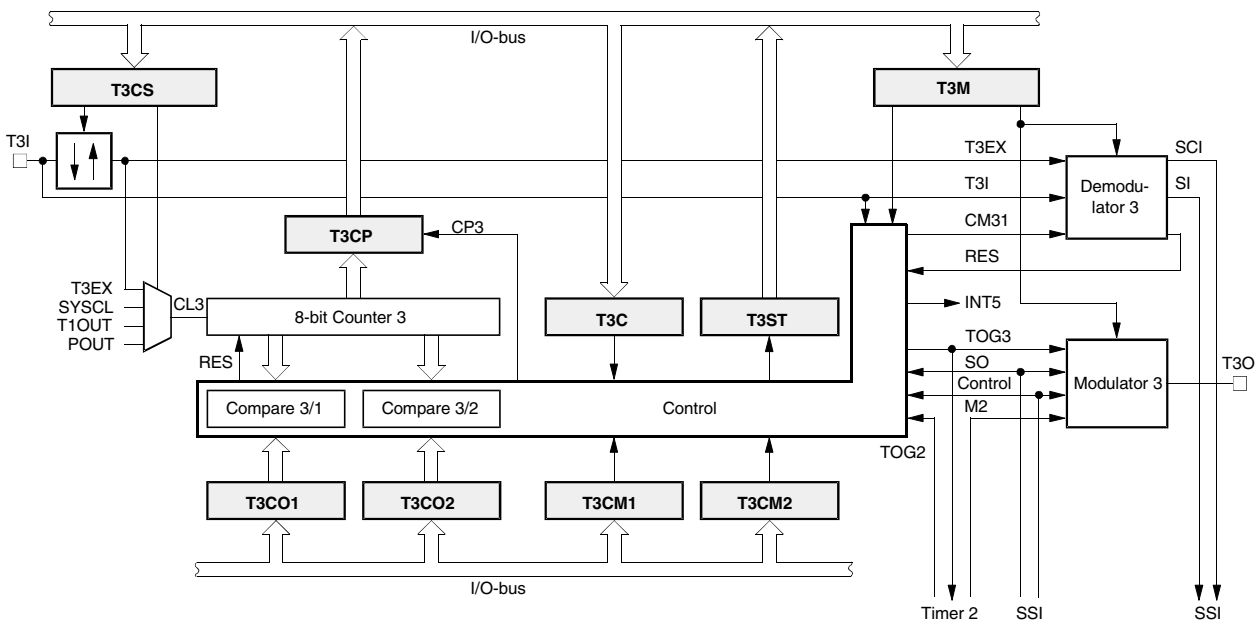 I/O-bus
T3CS
T3M
T3I
T3EX
SCI
T3I
SI
Demodu-
lator 3
CM31
T3CP
CP3
RES
T3EX
SYSCL
T1OUT
POUT
CL3
8-bit Counter 3
T3C
T3ST
INT5
RES
TOG3
SO
Control
M2
Modulator 3
T3O
Compare 3/1
Compare 3/2
Control
TOG2
T3CO1
T3CO2
T3CM1
T3CM2
I/O-bus
Timer 2
SSI
SSI